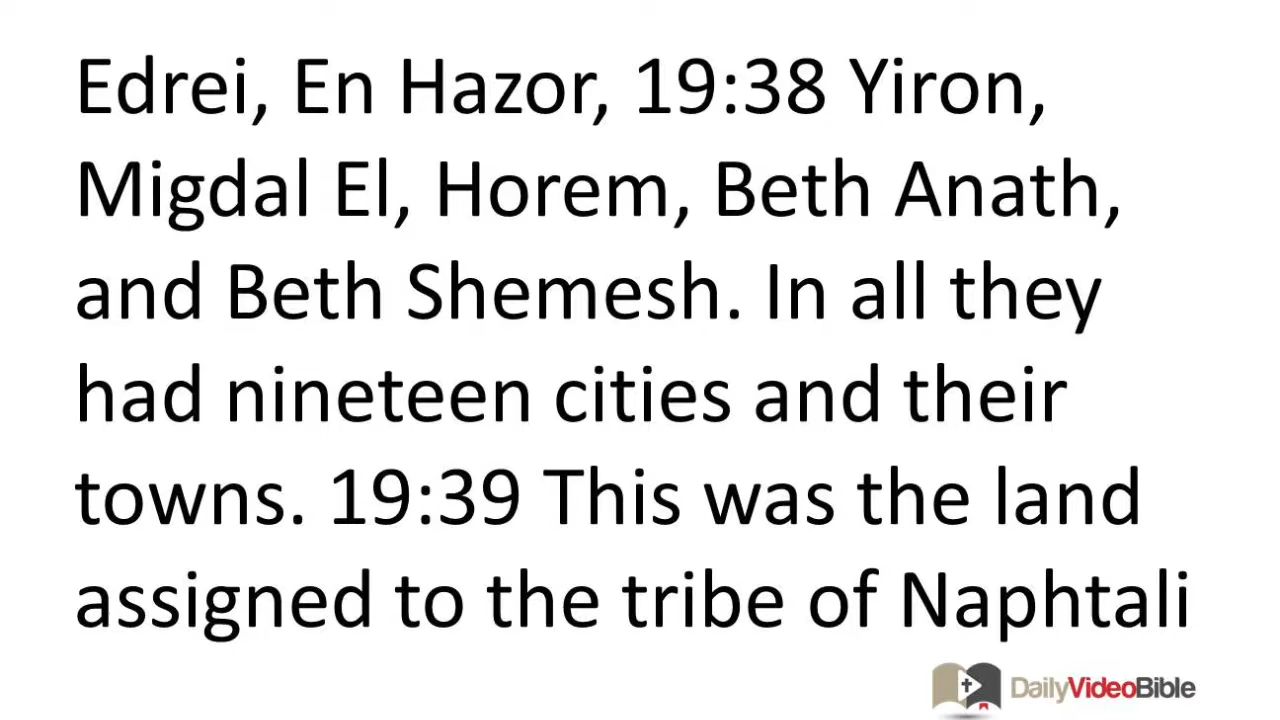 Edrei, En Hazor, 19:38 Yiron,
Migdal El, Horem, Beth Anath,
and Beth Shemesh. In all they
had nineteen cities and their
towns. 19:39 This was the land
assigned to the tribe of Naphtali
DailyVideoBible